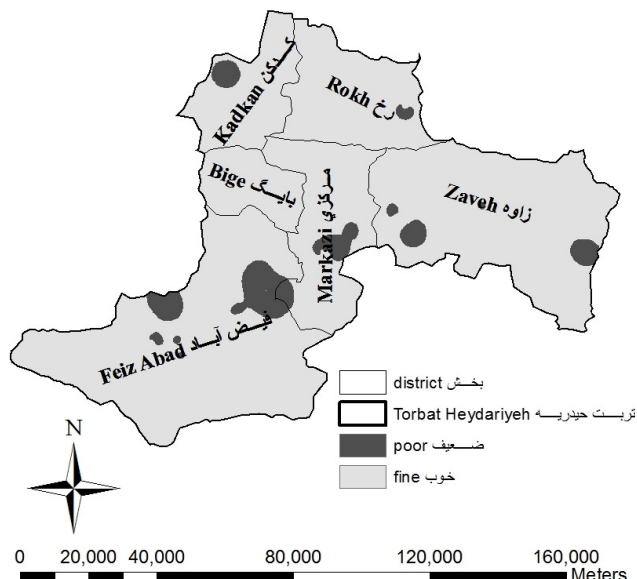 کدکن Kadkan
Rokh رخ
Bige بایگ
مرکزي Markazi
Zaveh زاوه
Feiz Abad فیض آباد
district بخش
Torbat Heydariyeh تربت حیدریه
poor ضعیف
fine خوب
N
0 20,000 40,000 80,000 120,000 160,000
Meters